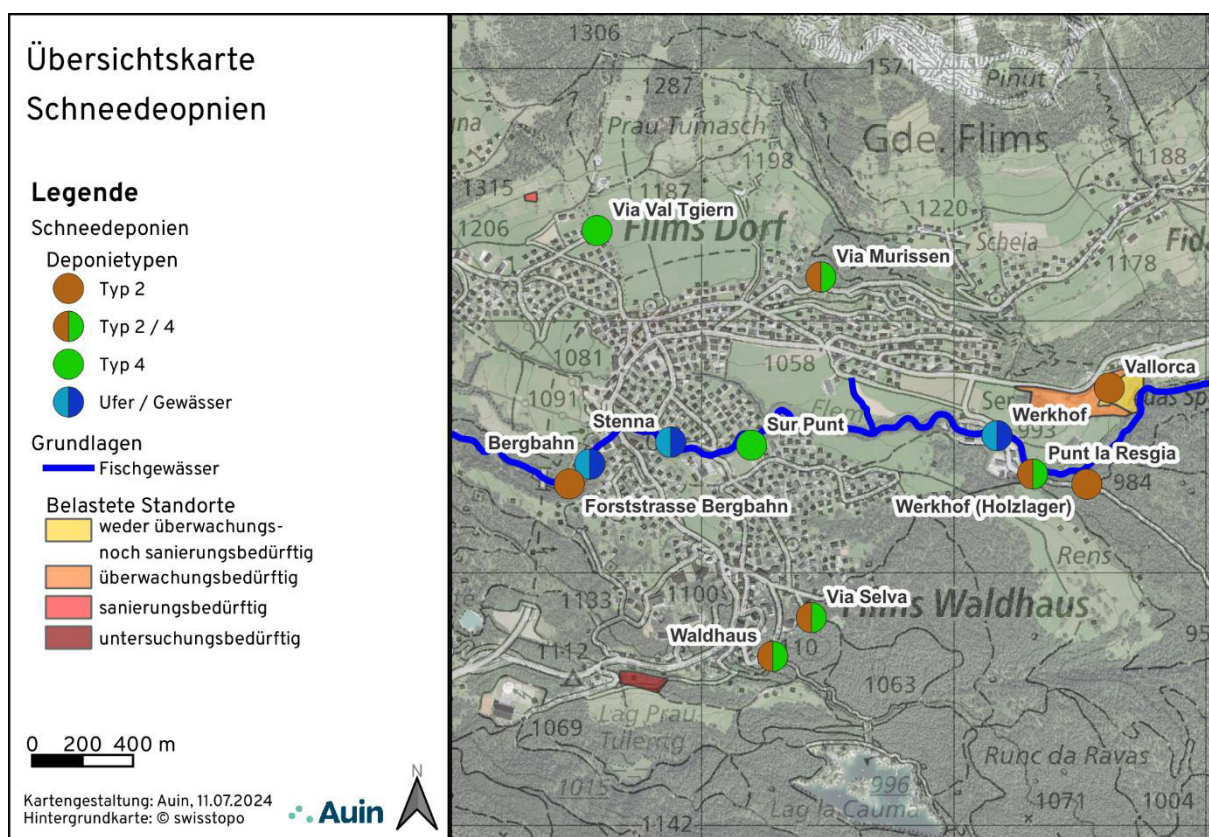 Übersichtskarte
Schneedeopnien
Legende
Schneedeponien
Deponietypen
Typ 2
Typ 2 / 4
Typ 4
Ufer / Gewässer
Grundlagen
Fischgewässer
Belastete Standorte
weder überwachungs-
noch sanierungsbedürftig
überwachungsbedürftig
sanierungsbedürftig
untersuchungsbedürftig
0 200 400 m
Kartengestaltung: Auin, 11.07.2024
Hintergrundkarte: © swisstopo
Auin
N
1306
1571
Pinut
1287
Prau Tumasch
Gde. Flims
1198
1188
1315
1187
Via Val Tgiern
1206
Flims Dorf
1220
Scheia
Via Murissen
1178
1081
1058
Vallorca
1091
Flem
Stenna
Sur Punt
Werkhof
993
Bergbahn
Punt la Resgia
984
Forststrasse Bergbahn
Werkhof (Holzlager)
Rens
1133
1100
Via Selva
Flims Waldhaus
Waldhaus
110
1112
1063
1069
Lag Prau
Tuleritg
Runc da Ravas
1015
996
Lag la Cauma
1071
1004
1142